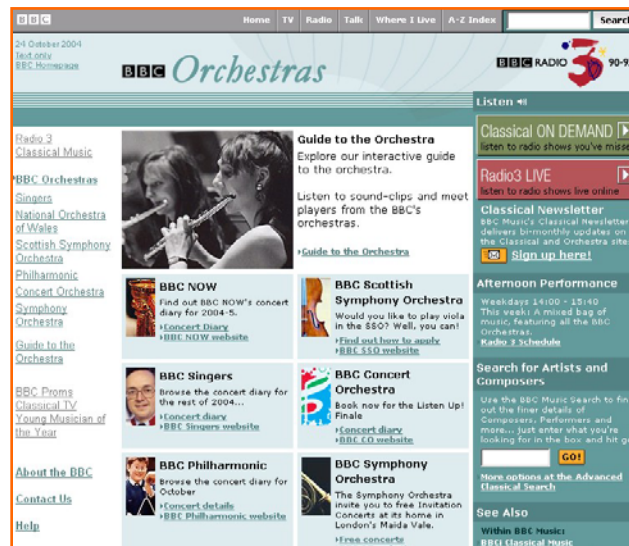 BBC
Home TV Radio Talk Where I Live A-Z Index Search
24 October 2004
Text only
BBC Homepage
BBC Orchestras
BBC RADIO 3 90-9
Listen
Classical ON DEMAND
listen to radio shows you've misse
Radio3 LIVE
listen to radio shows live online
Classical Newsletter
BBC Music's Classical Newsletter
delivers bi-monthly updates on
the Classical and Orchestra site
Sign up here!
Afternoon Performance
Weekdays 14:00 - 15:40
This week: A mixed bag of
music, featuring all the BBC
Orchestras.
Radio 3 Schedule
Search for Artists and
Composers
Use the BBC Music Search to fin
out the finer details of
Composers, Performers and
more... just enter what you're
looking for in the box and hit g
GO!
More options at the Advanced
Classical Search
See Also
Within BBC Music:
BBCi Classical Music
Radio 3
Classical Music
BBC Orchestras
Singers
National Orchestra
of Wales
Scottish Symphony
Orchestra
Philharmonic
Concert Orchestra
Symphony
Orchestra
Guide to the
Orchestra
BBC Proms
Classical TV
Young Musician of
the Year
About the BBC
Contact Us
Help
Guide to the Orchestra
Explore our interactive guide
to the orchestra.
Listen to sound-clips and meet
players from the BBC's
orchestras.
Guide to the Orchestra
BBC NOW
Find out BBC NOW's concert
diary for 2004-5.
Concert Diary
BBC NOW website
BBC Scottish
Symphony Orchestra
Would you like to play viola
in the SSO? Well, you can!
Find out how to apply
BBC SSO website
BBC Singers
Browse the concert diary for
the rest of 2004...
Concert diary
BBC Singers website
BBC Concert
Orchestra
Book now for the Listen Up!
Finale
Concert diary
BBC CO website
BBC Philharmonic
Browse the concert diary for
October
Concert details
BBC Philharmonic website
BBC Symphony
Orchestra
The Symphony Orchestra
invite you to free Invitation
Concerts at its home in
London's Maida Vale.
Free concerts